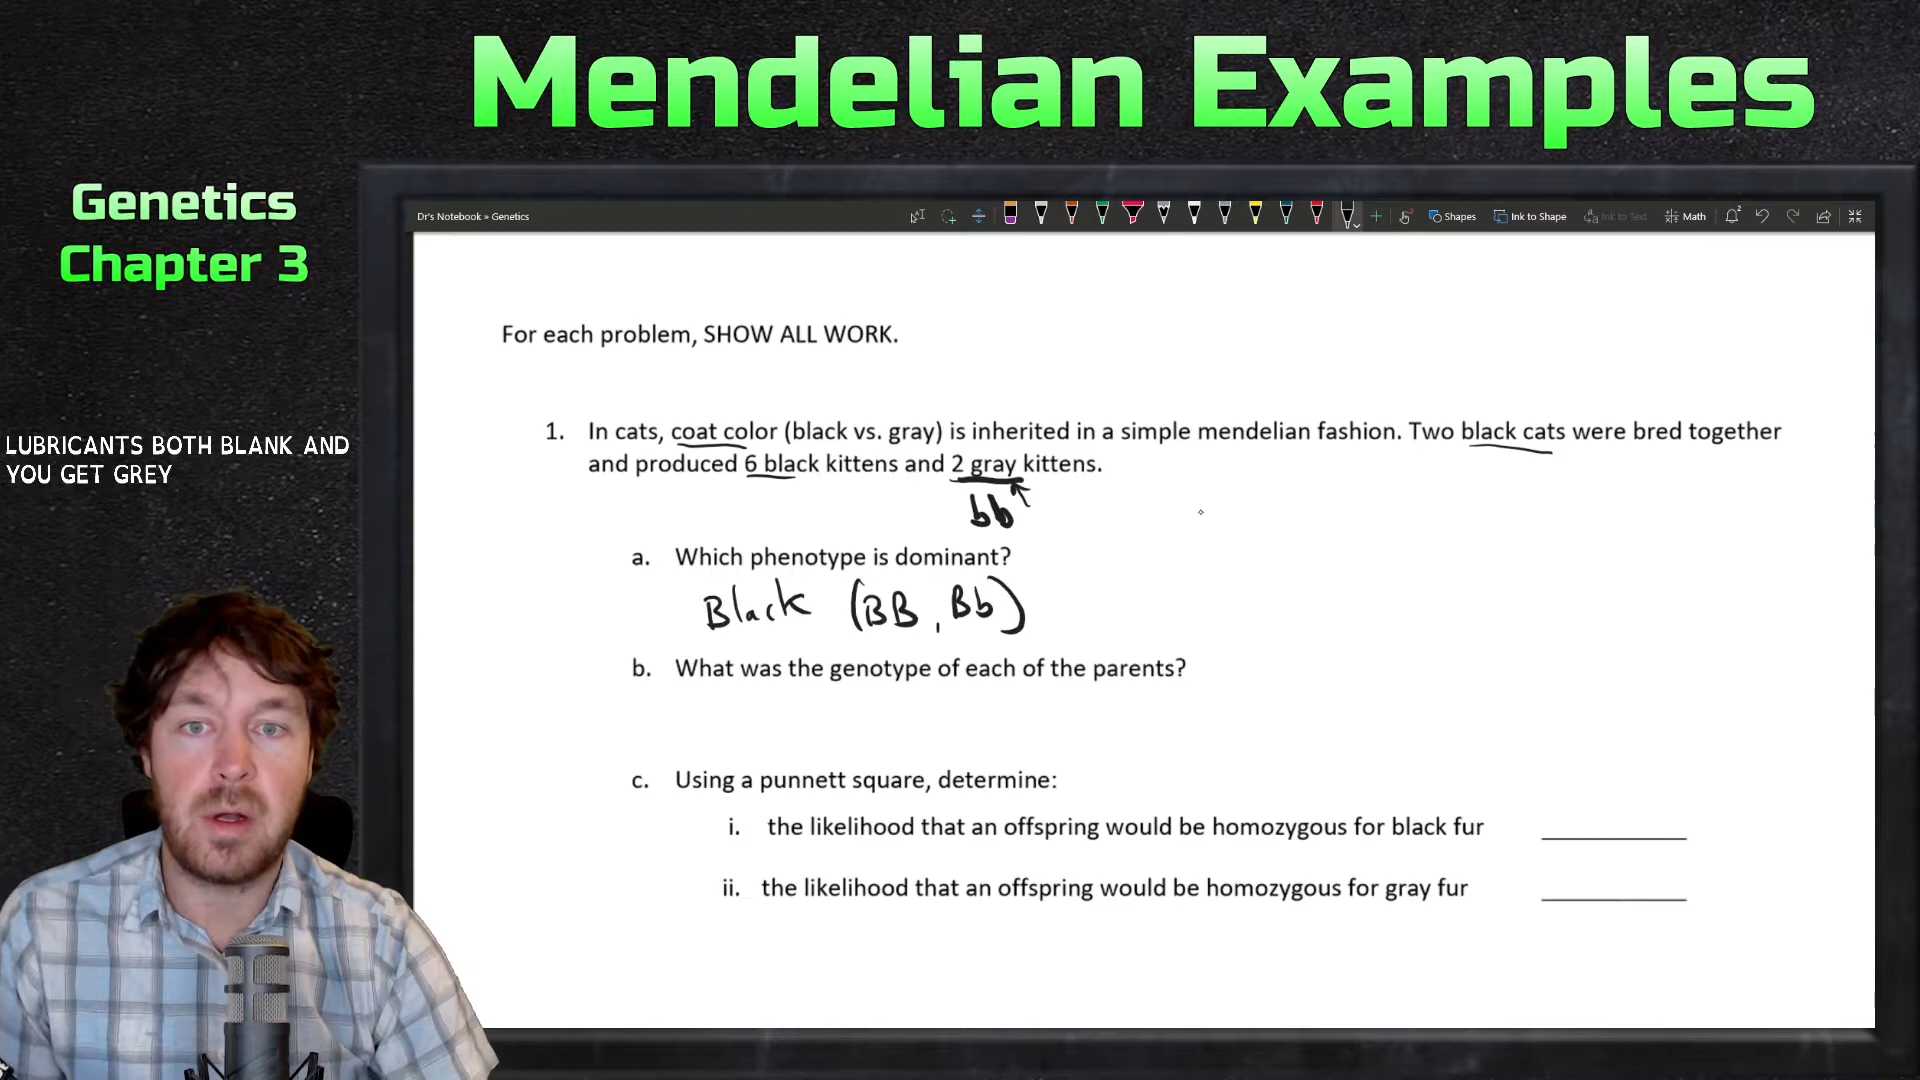 Mendelian Examples
Genetics
Chapter 3
Dr's Notebook » Genetics
Shapes
Ink to Shape
Ink to Text
Math
LUBRICANTS BOTH BLANK AND
YOU GET GREY
For each problem, SHOW ALL WORK.
1. In cats, coat color (black vs. gray) is inherited in a simple mendelian fashion. Two black cats were bred together
and produced 6 black kittens and 2 gray kittens.
bb
a. Which phenotype is dominant?
Black (BB, Bb)
b. What was the genotype of each of the parents?
c. Using a punnett square, determine:
i. the likelihood that an offspring would be homozygous for black fur
ii. the likelihood that an offspring would be homozygous for gray fur